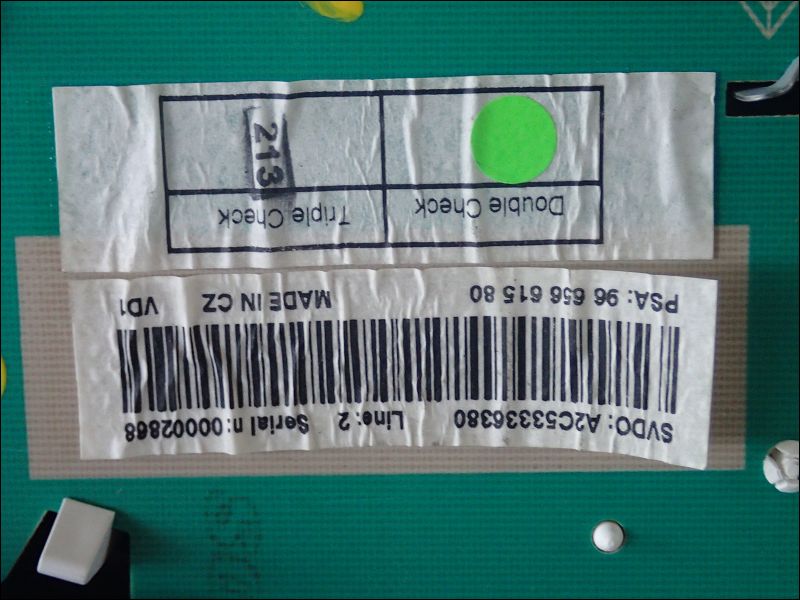 SVDO: A2C53336380 Line: 2 Serial n: 00002868
PSA: 96 656 615 80 MADE IN CZ VD1
Double Check Triple Check
213